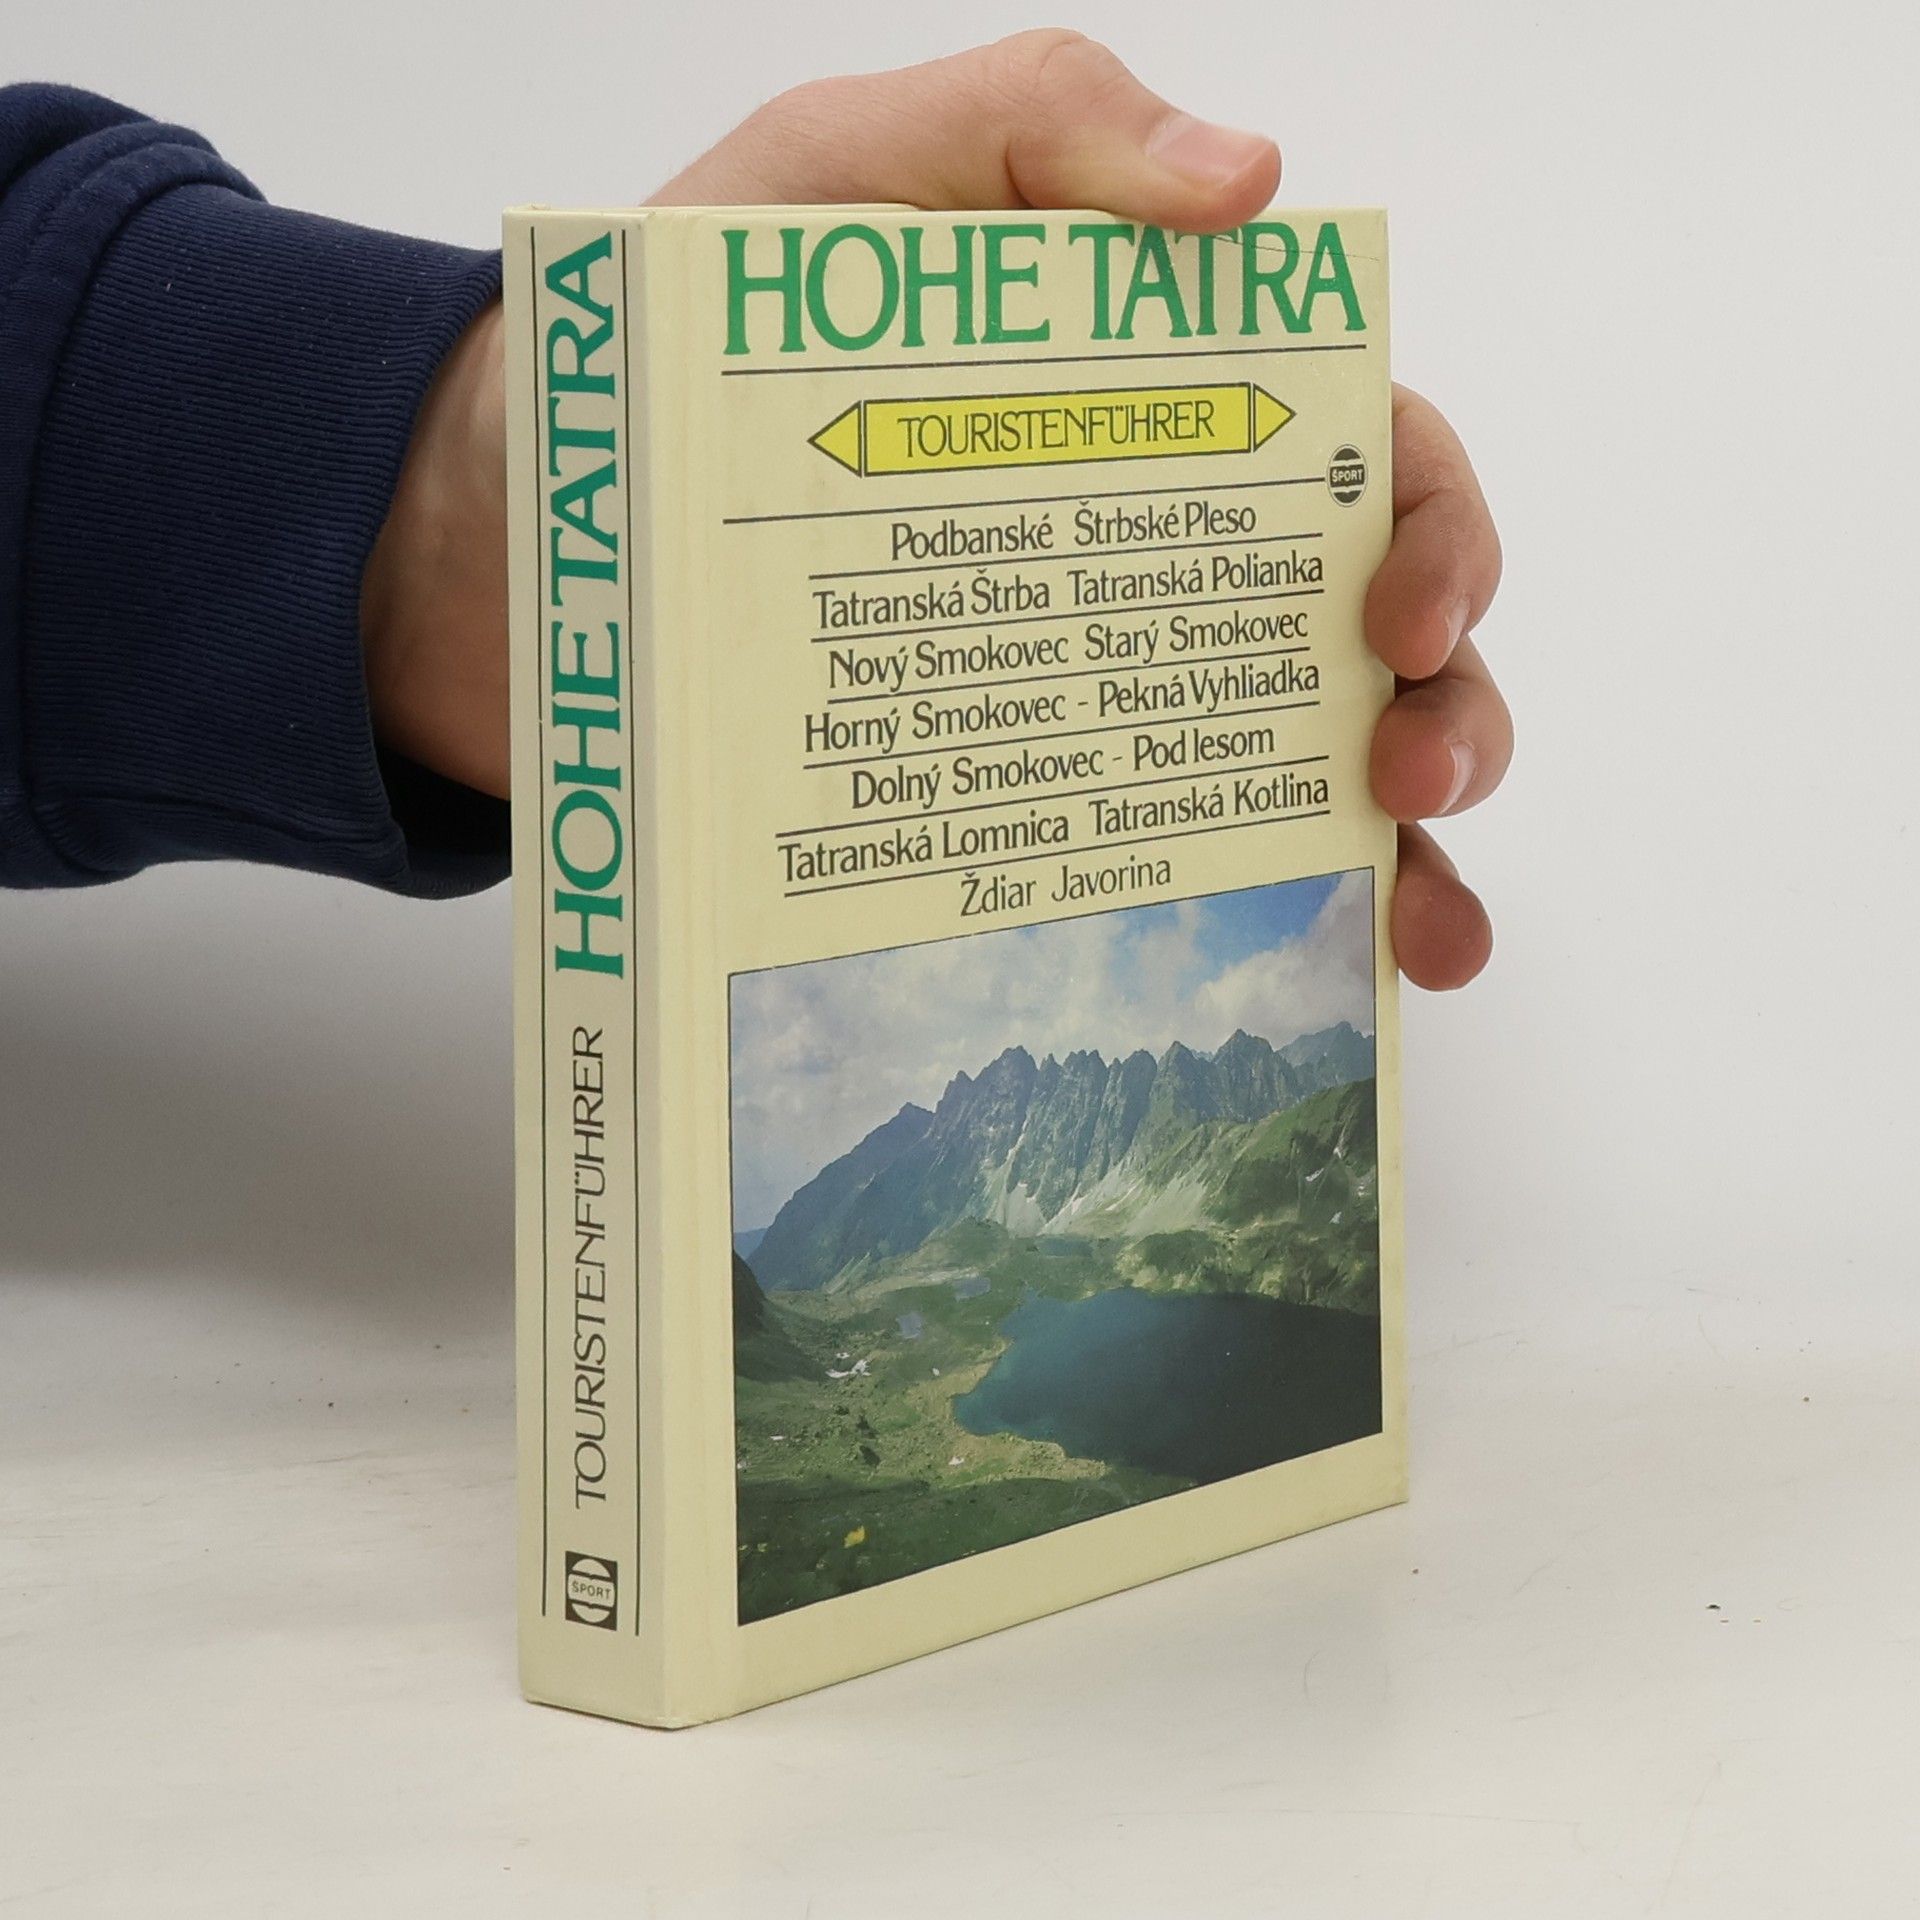 HOHE TATRA
TOURISTENFÜHRER
ŠPORT
Podbanské Štrbské Pleso
Tatranská Štrba Tatranská Polianka
Nový Smokovec Starý Smokovec
Horný Smokovec - Pekná Vyhliadka
Dolný Smokovec - Pod lesom
Tatranská Lomnica Tatranská Kotlina
Ždiar Javorina
ŠPORT TOURISTENFÜHRER HOHE TATRA